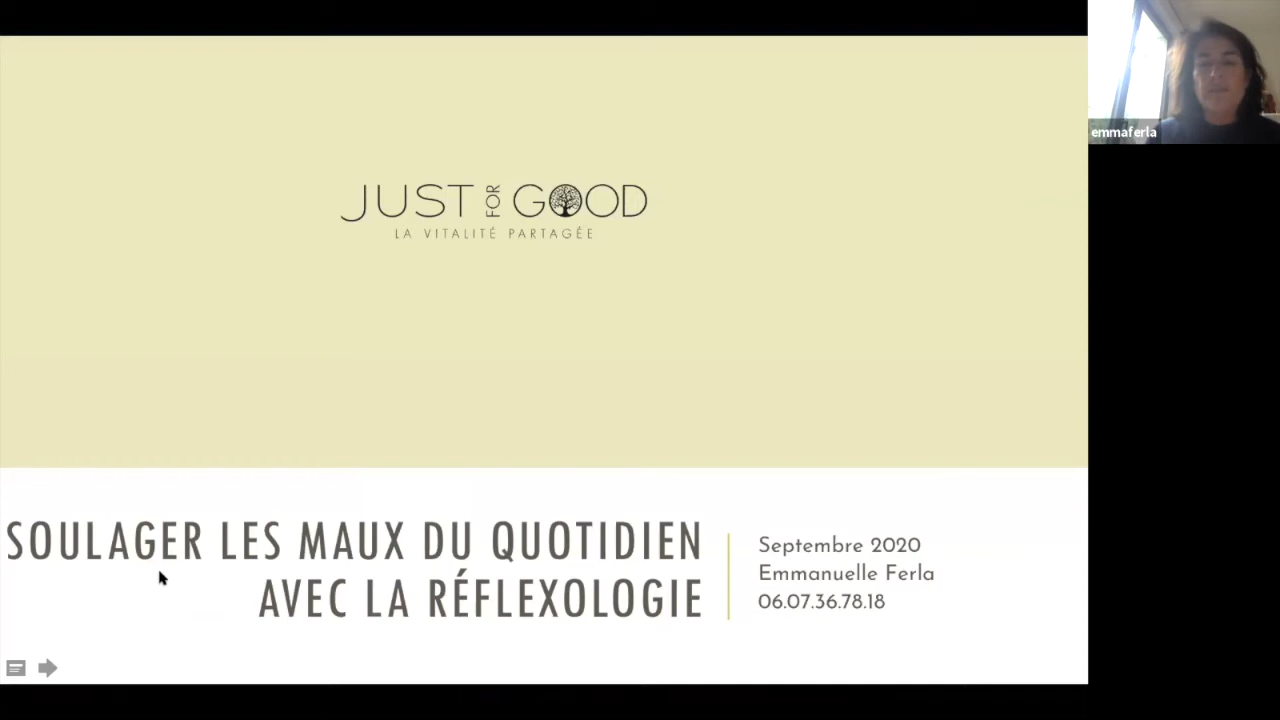 JUST FOR GOOD
LA VITALITÉ PARTAGÉE
emmaferla
SOULAGER LES MAUX DU QUOTIDIEN
AVEC LA RÉFLEXOLOGIE
Septembre 2020
Emmanuelle Ferla
06.07.36.78.18